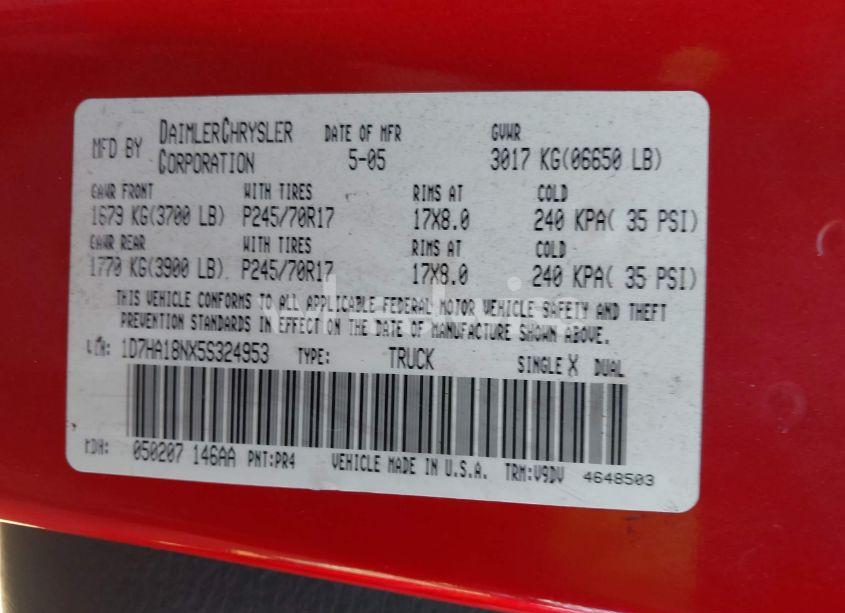 MFD BY DAIMLERCHRYSLER CORPORATION DATE OF MFR 5-05 GVWR 3017 KG(06650 LB)
GAWR FRONT WITH TIRES RIMS AT COLD
1679 KG(3700 LB) P245/70R17 17X8.0 240 KPA( 35 PSI)
GAWR REAR WITH TIRES RIMS AT COLD
1770 KG(3900 LB) P245/70R17 17X8.0 240 KPA( 35 PSI)
THIS VEHICLE CONFORMS TO ALL APPLICABLE FEDERAL MOTOR VEHICLE SAFETY AND THEFT
PREVENTION STANDARDS IN EFFECT ON THE DATE OF MANUFACTURE SHOWN ABOVE.
VIN: 1D7HA18NX5S324953 TYPE: TRUCK SINGLE X DUAL
MDH: 050207 146AA PNT:PR4 VEHICLE MADE IN U.S.A. TRM:V9DV 4648503